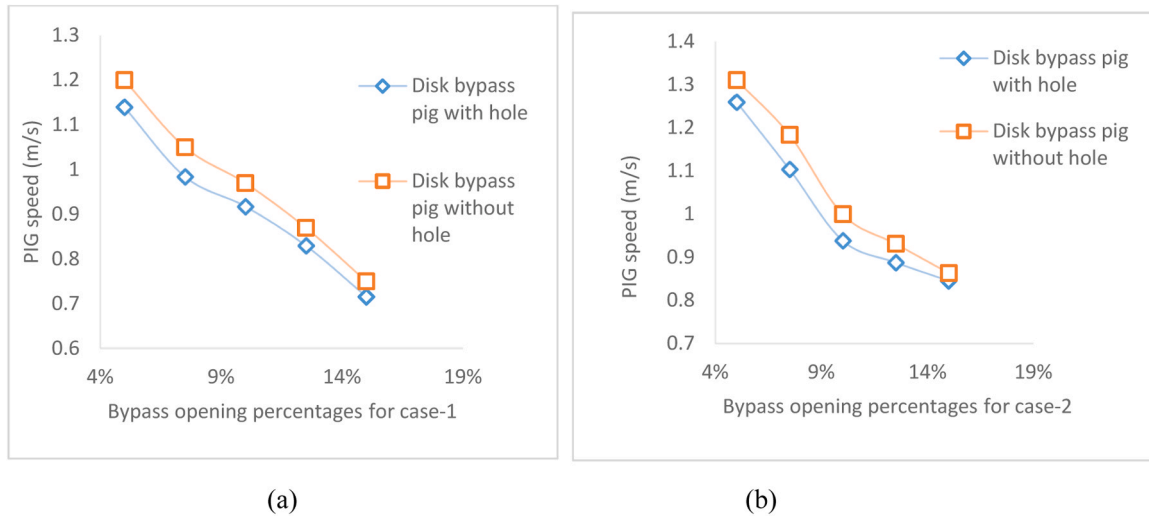 1.3
1.2
1.1
1
0.9
0.8
0.7
0.6
PIG speed (m/s)
4%
9%
14%
19%
Bypass opening percentages for case-1
Disk bypass
pig with hole
Disk bypass
pig without
hole
(a)
1.4
1.3
1.2
1.1
1
0.9
0.8
0.7
PIG speed (m/s)
4%
9%
14%
19%
Bypass opening percentages for case-2
Disk bypass pig
with hole
Disk bypass pig
without hole
(b)